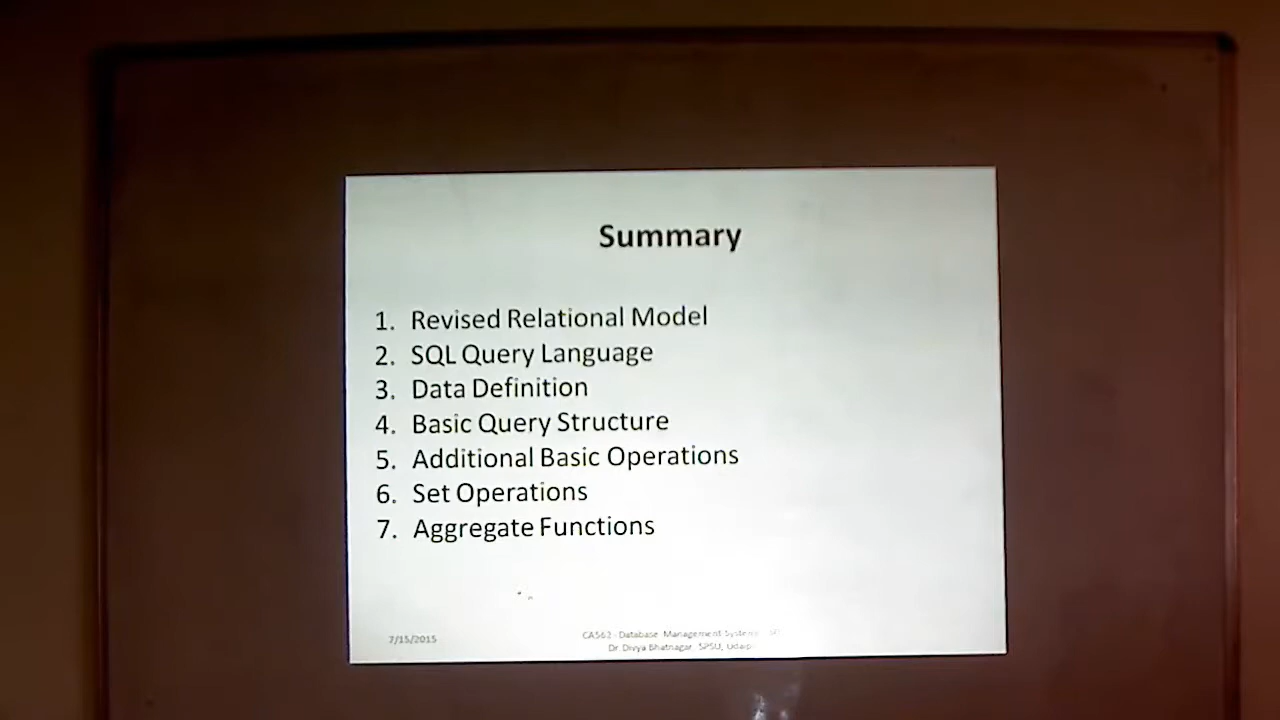 Summary
1. Revised Relational Model
2. SQL Query Language
3. Data Definition
4. Basic Query Structure
5. Additional Basic Operations
6. Set Operations
7. Aggregate Functions
7/15/2015
CA562 - Database Management Systems
Dr. Divya Bhatnagar SPSU,